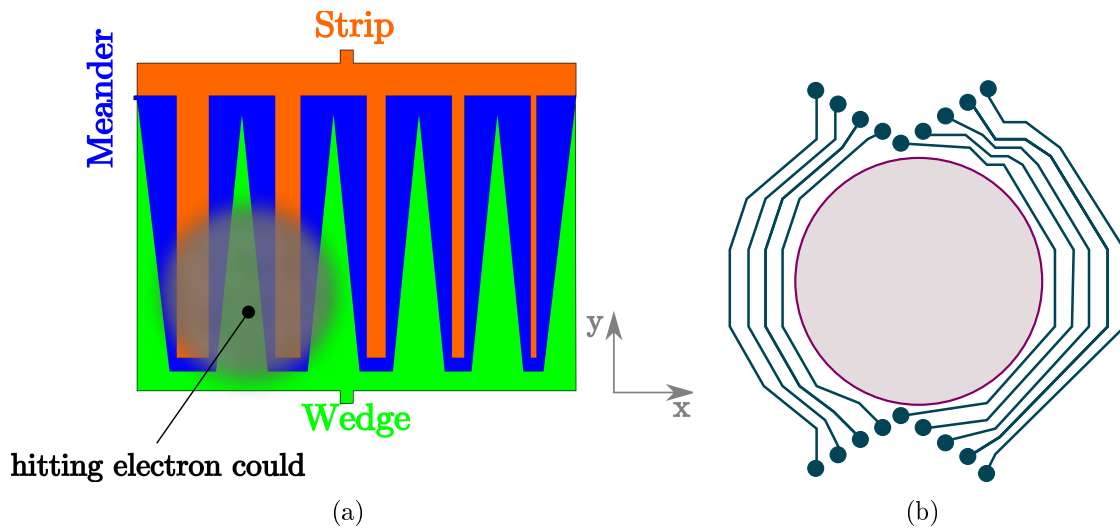 Strip
Meander
y
x
Wedge
hitting electron could
(a)
(b)